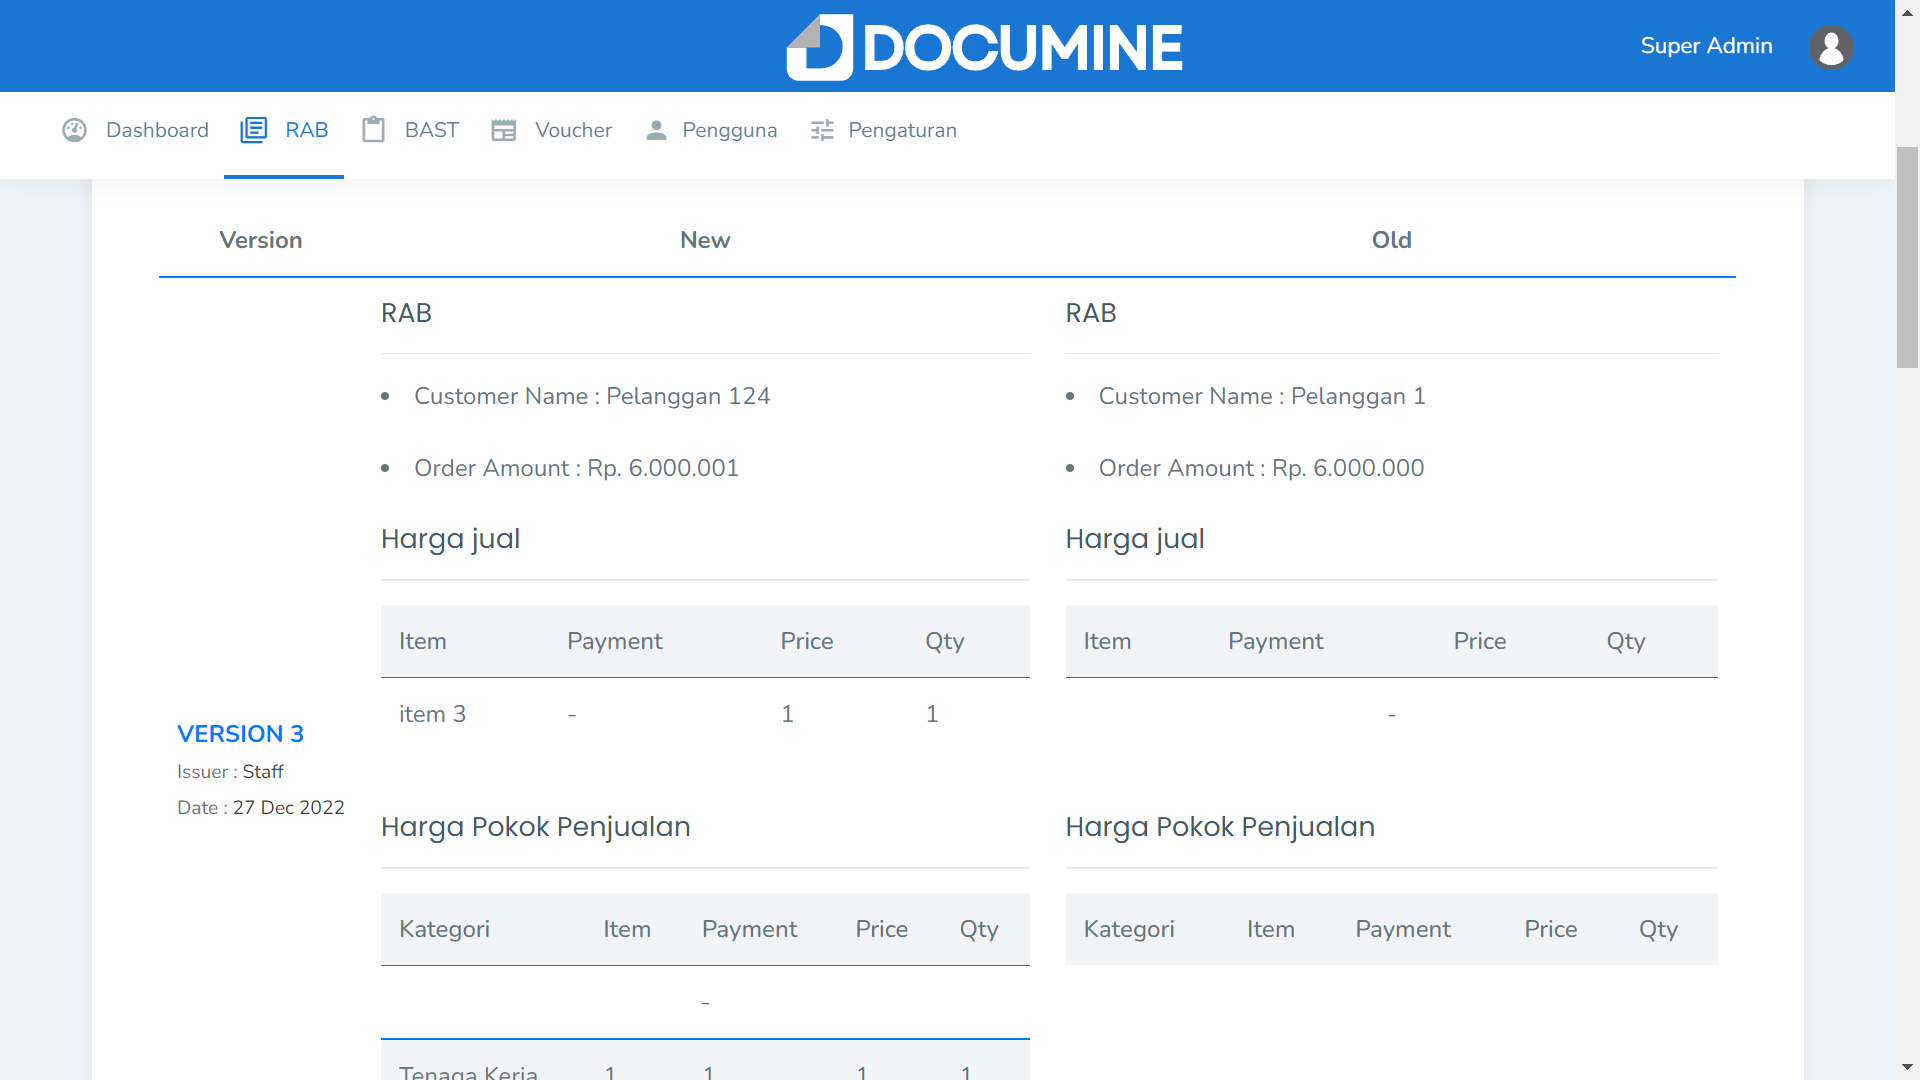 DOCUMINE
Super Admin
Dashboard RAB BAST Voucher Pengguna Pengaturan
Version New Old
RAB RAB
• Customer Name : Pelanggan 124 • Customer Name : Pelanggan 1
• Order Amount : Rp. 6.000.001 • Order Amount : Rp. 6.000.000
Harga jual Harga jual
Item Payment Price Qty Item Payment Price Qty
item 3 - 1 1 -
VERSION 3
Issuer : Staff
Date : 27 Dec 2022
Harga Pokok Penjualan Harga Pokok Penjualan
Kategori Item Payment Price Qty Kategori Item Payment Price Qty
-
Tenaga Kerja 1 1 1 1